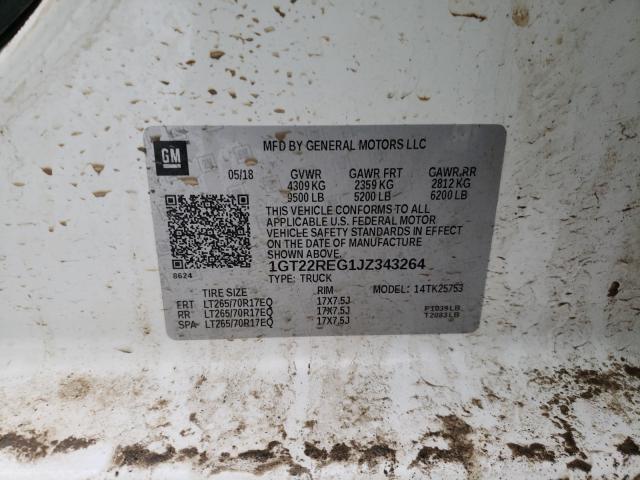 GM
MFD BY GENERAL MOTORS LLC
05/18 GVWR GAWR FRT GAWR RR
4309 KG 2359 KG 2812 KG
9500 LB 5200 LB 6200 LB
THIS VEHICLE CONFORMS TO ALL
APPLICABLE U.S. FEDERAL MOTOR
VEHICLE SAFETY STANDARDS IN EFFECT
ON THE DATE OF MANUFACTURE
SHOWN ABOVE.
8624
1GT22REG1JZ343264
TYPE: TRUCK
TIRE SIZE RIM MODEL: 14TK25753
FRT LT265/70R17EQ 17X7.5J
RR LT265/70R17EQ 17X7.5J
SPA LT265/70R17EQ 17X7.5J
T2083LB